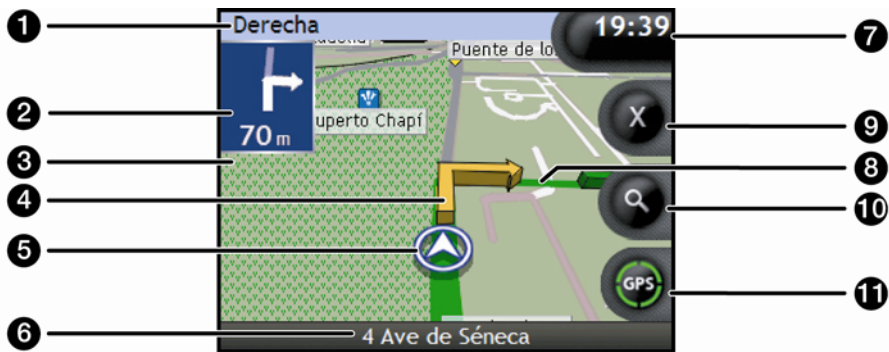 1 Derecha 19:39 7
Puente de lo
2 70 m
uperto Chapí
X 9
3
8
4
10
5
GPS 11
6 4 Ave de Séneca